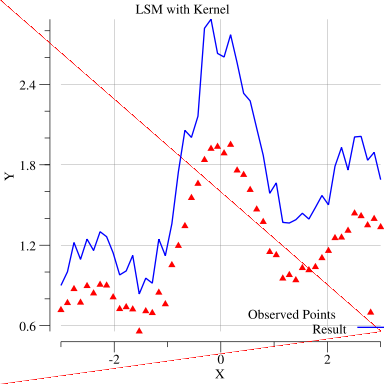 LSM with Kernel
2.4
1.8
Y
1.2
0.6
Observed Points
Result
-2
0
2
X